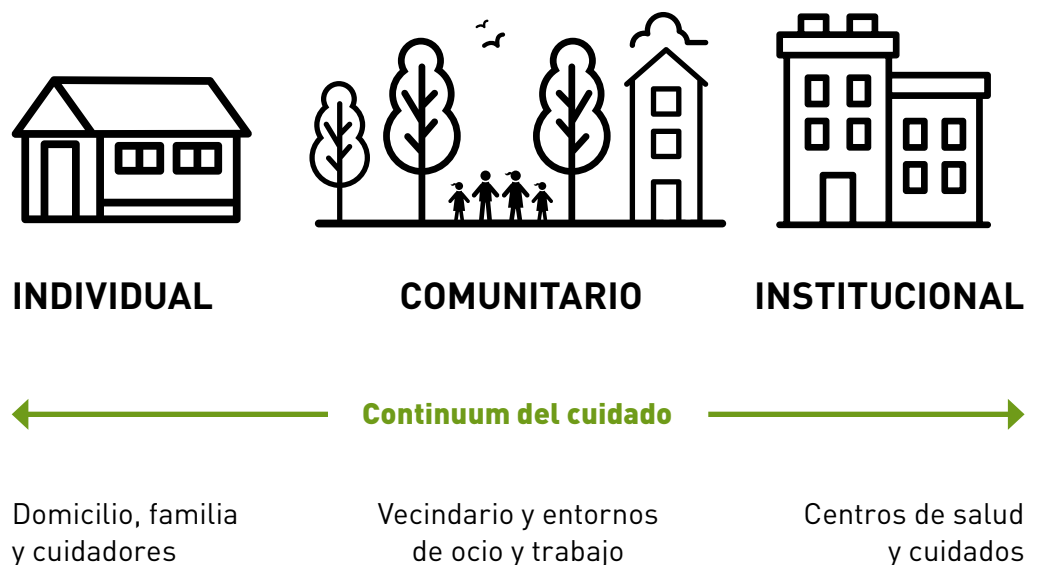 INDIVIDUAL
COMUNITARIO
INSTITUCIONAL
Continuum del cuidado
Domicilio, familia
y cuidadores
Vecindario y entornos
de ocio y trabajo
Centros de salud
y cuidados